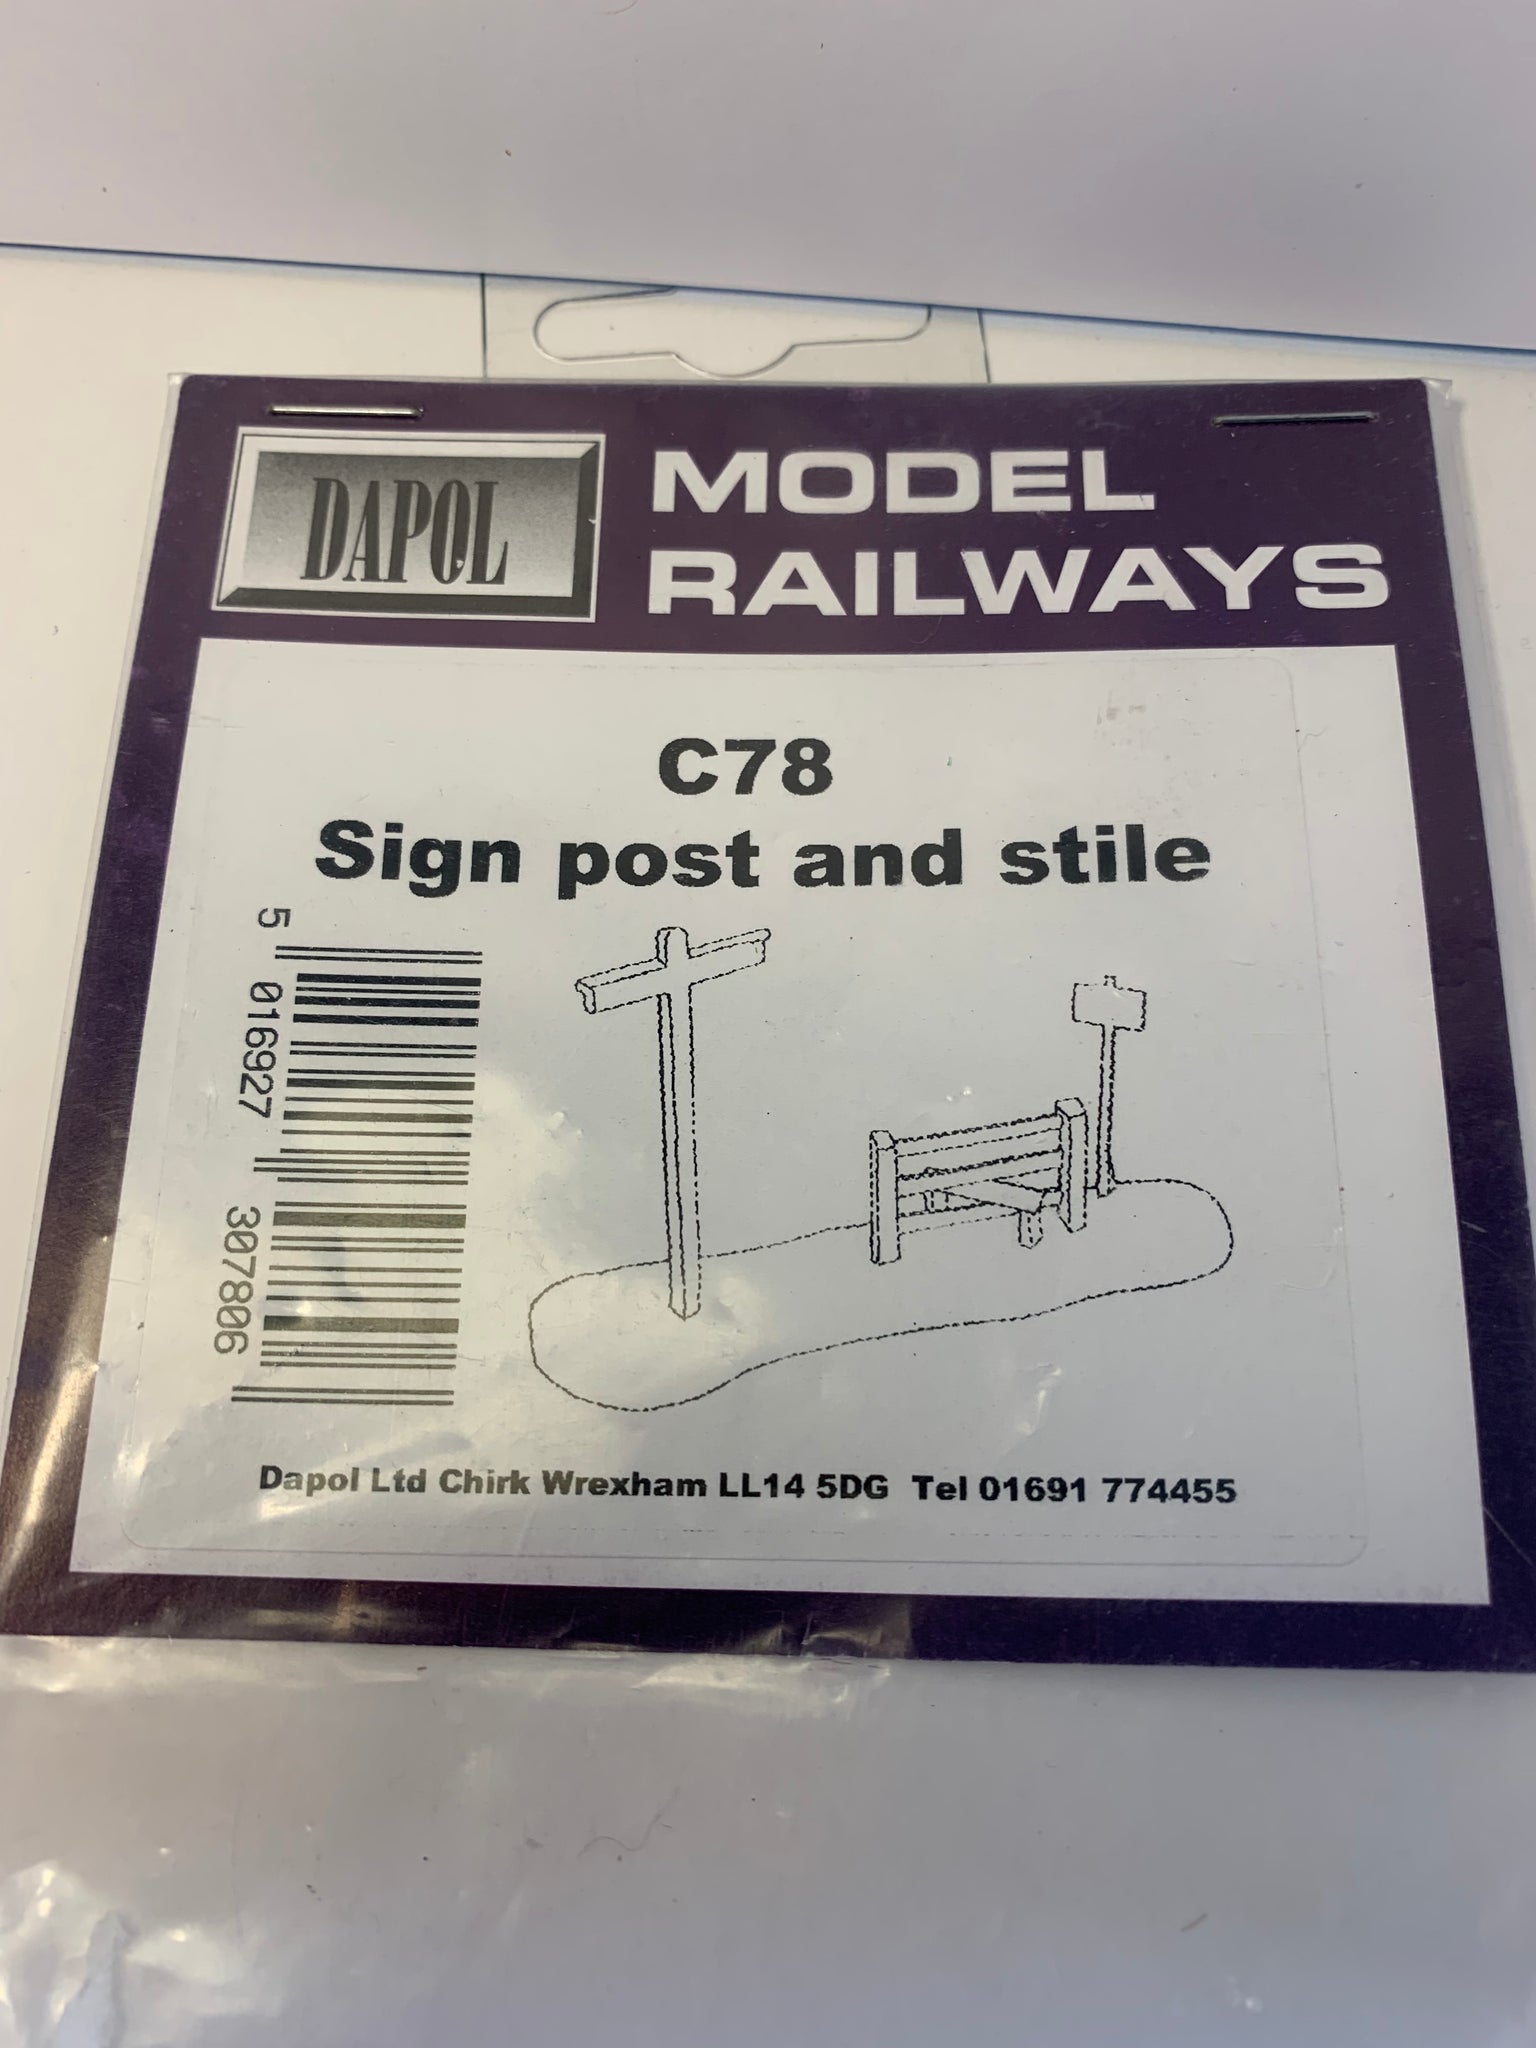 DAPOL
MODEL
RAILWAYS
C78
Sign post and stile
5 016927 307806
Dapol Ltd Chirk Wrexham LL14 5DG Tel 01691 774455